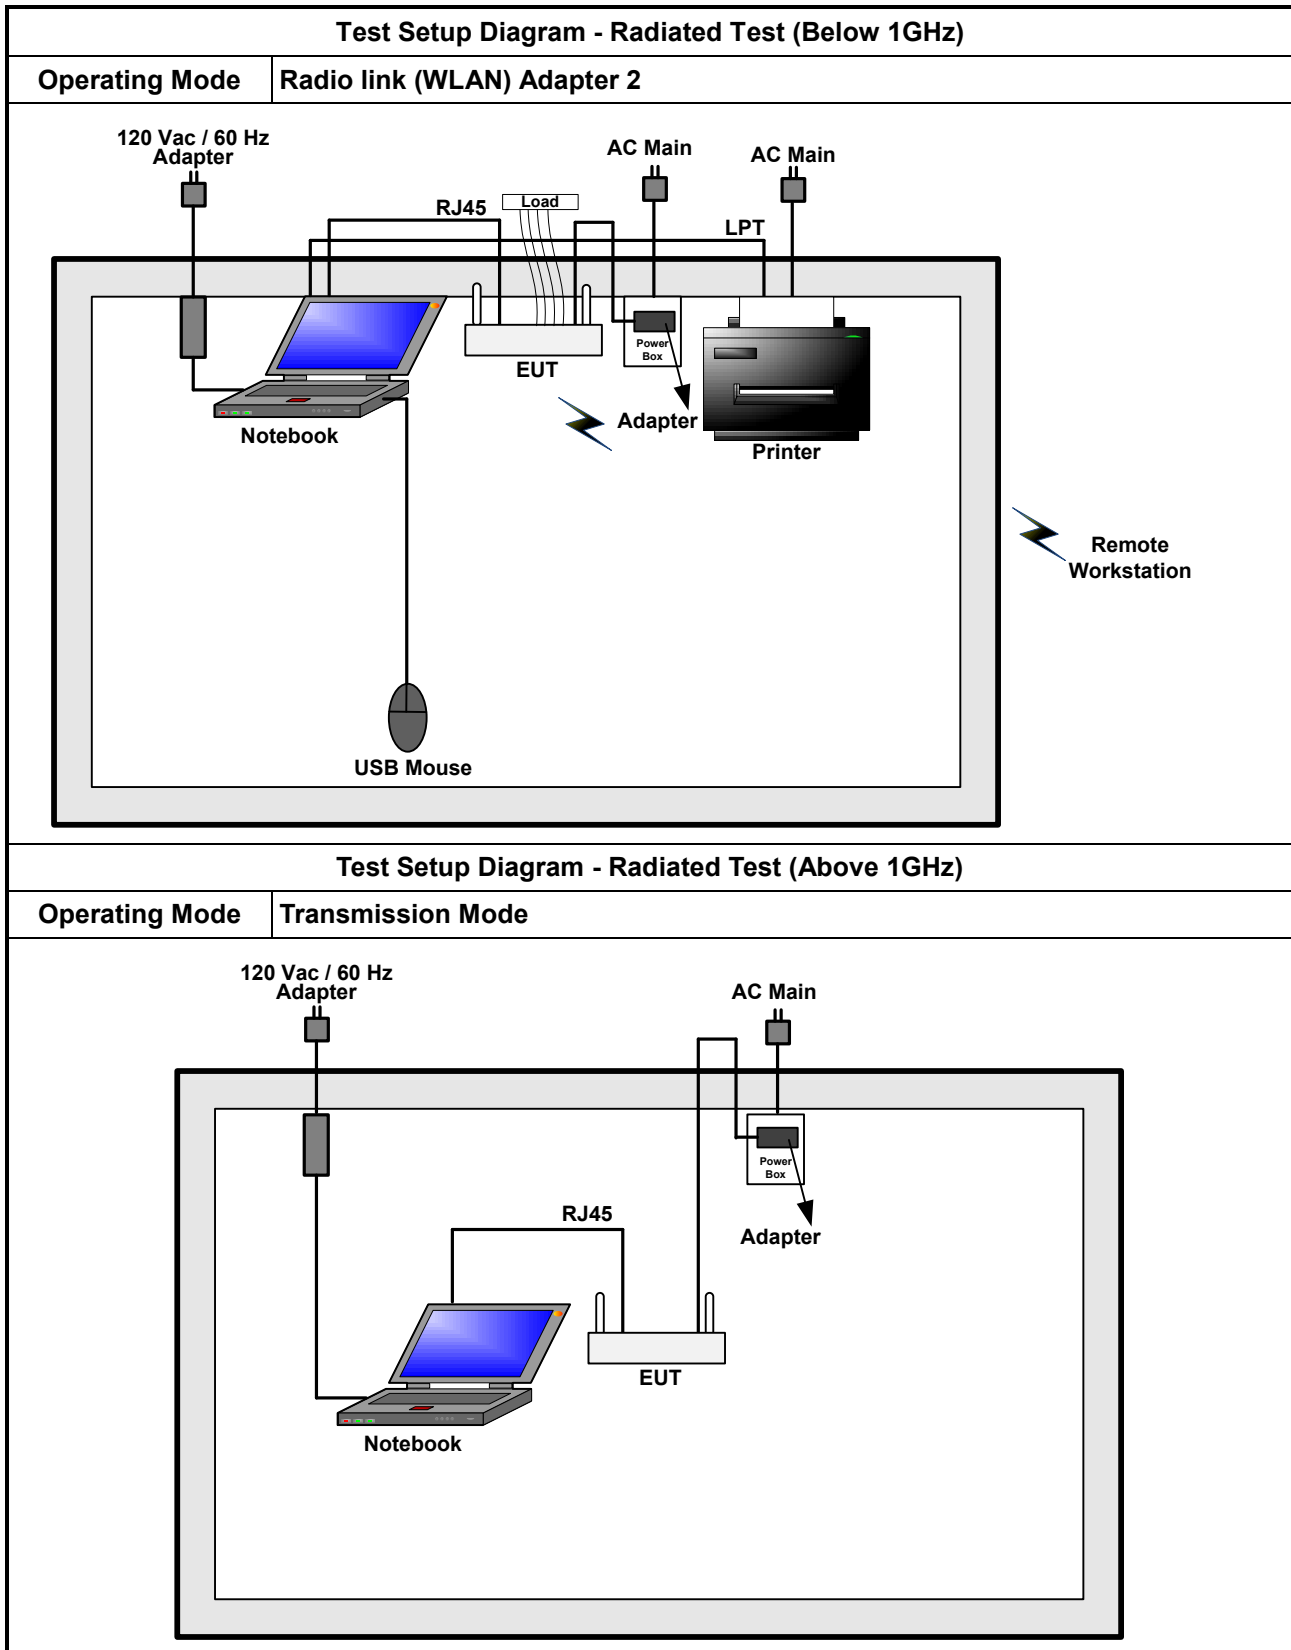 Test Setup Diagram - Radiated Test (Below 1GHz)
Operating Mode
Radio link (WLAN) Adapter 2
120 Vac / 60 Hz
Adapter
AC Main
AC Main
RJ45
Load
LPT
Power
Box
EUT
Adapter
Notebook
Printer
Remote
Workstation
USB Mouse
Test Setup Diagram - Radiated Test (Above 1GHz)
Operating Mode
Transmission Mode
120 Vac / 60 Hz
Adapter
AC Main
Power
Box
RJ45
Adapter
EUT
Notebook